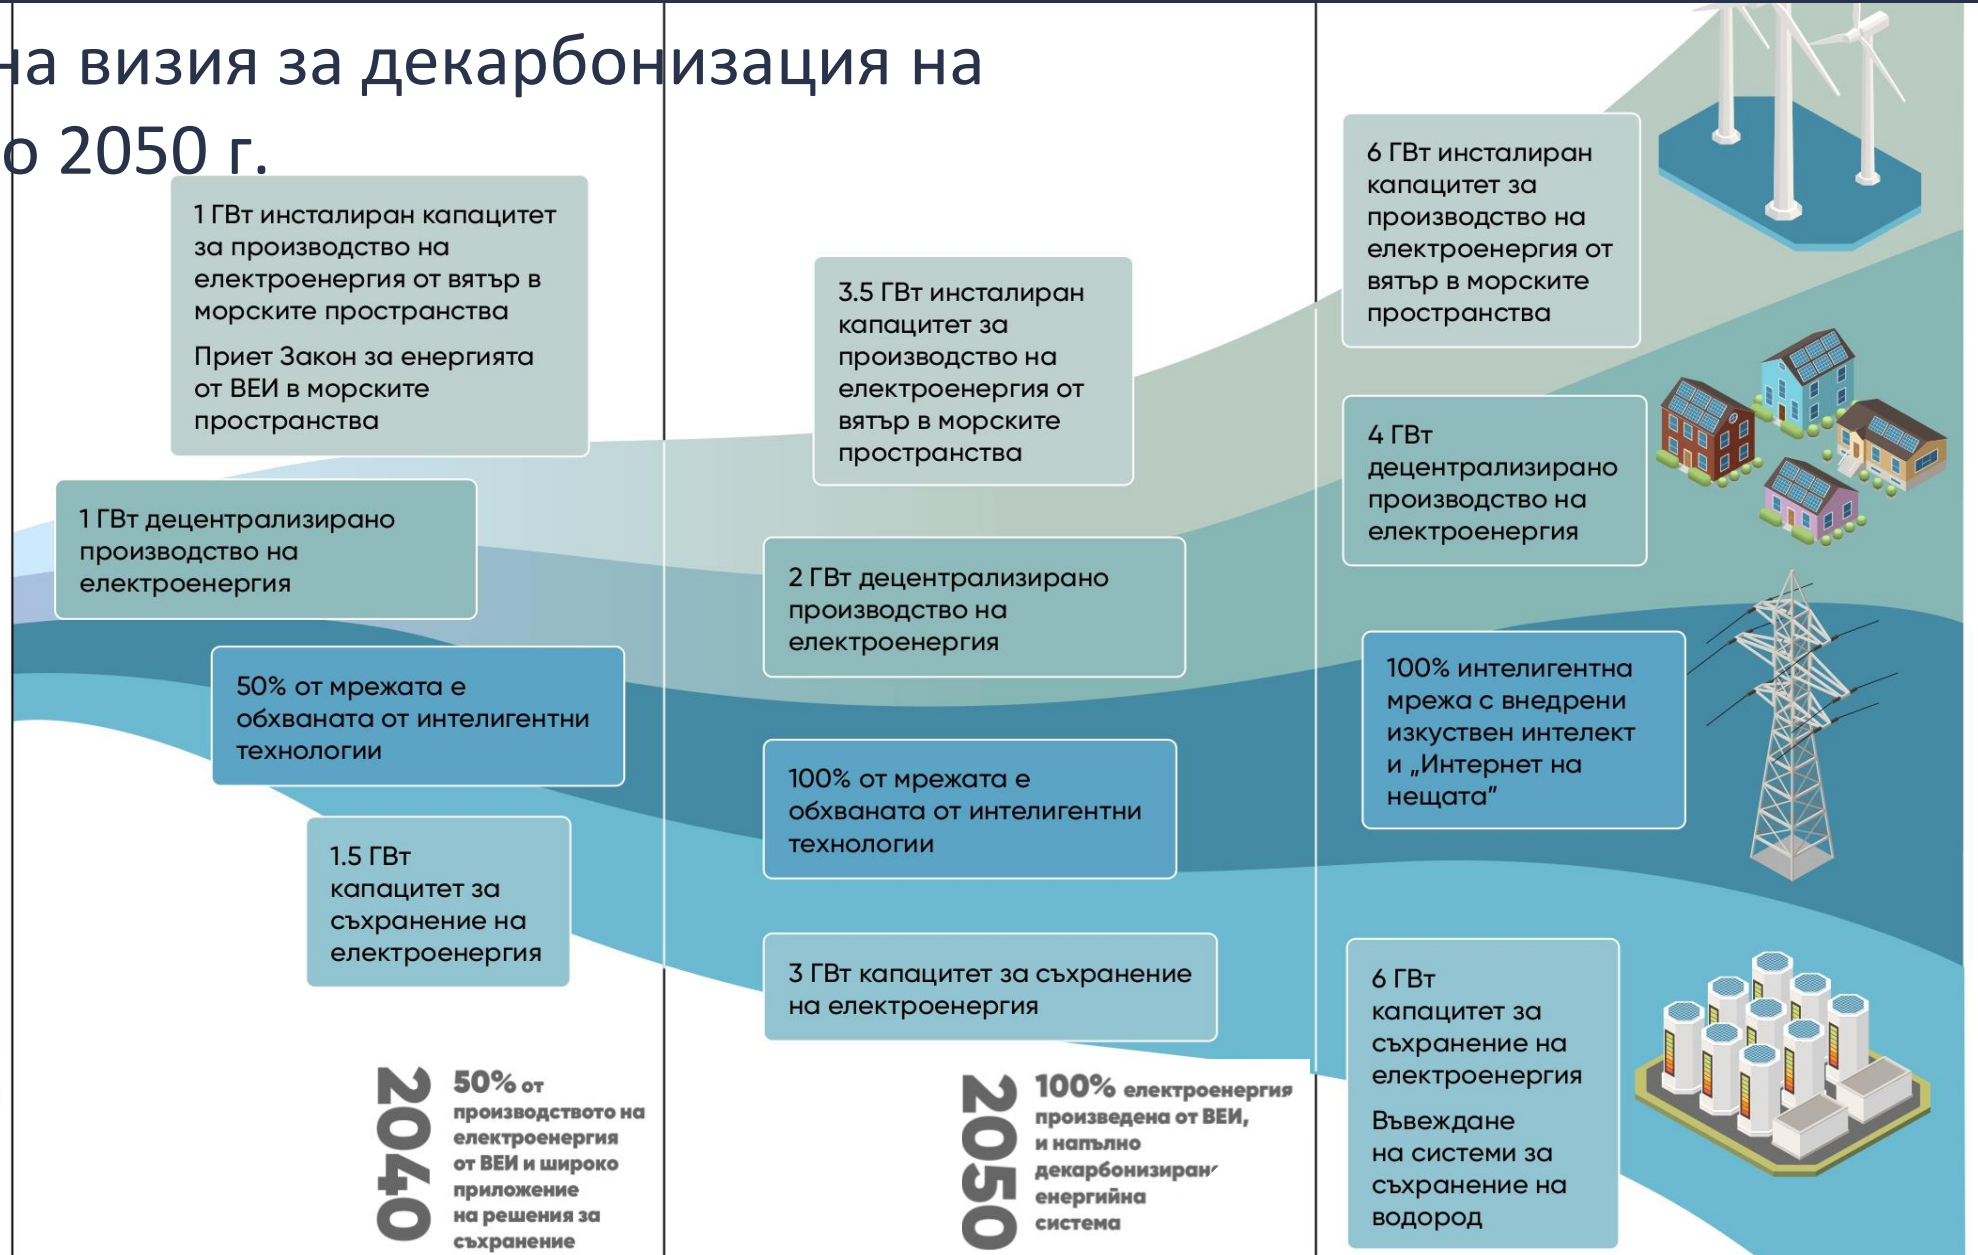 на визия за декарбонизация на
о 2050 г.
1 ГВт инсталиран капацитет
за производство на
електроенергия от вятър в
морските пространства
Приет Закон за енергията
от ВЕИ в морските
пространства
1 ГВт децентрализирано
производство на
електроенергия
50% от мрежата е
обхваната от интелигентни
технологии
1.5 ГВт
капацитет за
съхранение на
електроенергия
2040
50% от
производството на
електроенергия
от ВЕИ и широко
приложение
на решения за
съхранение
3.5 ГВт инсталиран
капацитет за
производство на
електроенергия от
вятър в морските
пространства
2 ГВт децентрализирано
производство на
електроенергия
100% от мрежата е
обхваната от интелигентни
технологии
3 ГВт капацитет за съхранение
на електроенергия
2050
100% електроенергия
произведена от ВЕИ,
и напълно
енергийна
система
6 ГВт инсталиран
капацитет за
производство на
електроенергия от
вятър в морските
пространства
4 ГВт
децентрализирано
производство на
електроенергия
100% интелигентна
мрежа с внедрени
изкуствен интелект
и „Интернет на
нещата”
6 ГВт
капацитет за
съхранение на
електроенергия
Въвеждане
на системи за
съхранение на
водород